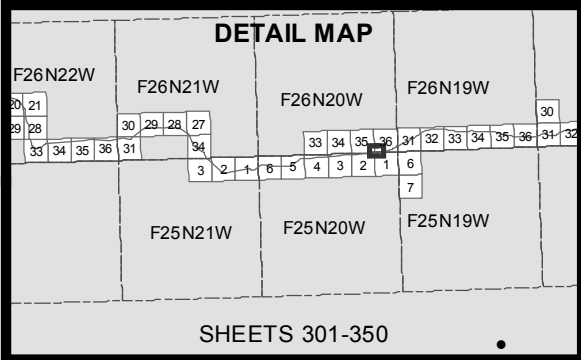 DETAIL MAP
F26N22W
F26N21W
F26N20W
F26N19W
20 21
29 28
33 34 35 36 31
30 29 28 27
34
3 2 1 6 5 4 3 2 1 6
7
33 34 35 36 31 32 33 34 35 36 31 32
30
F25N21W
F25N20W
F25N19W
SHEETS 301-350